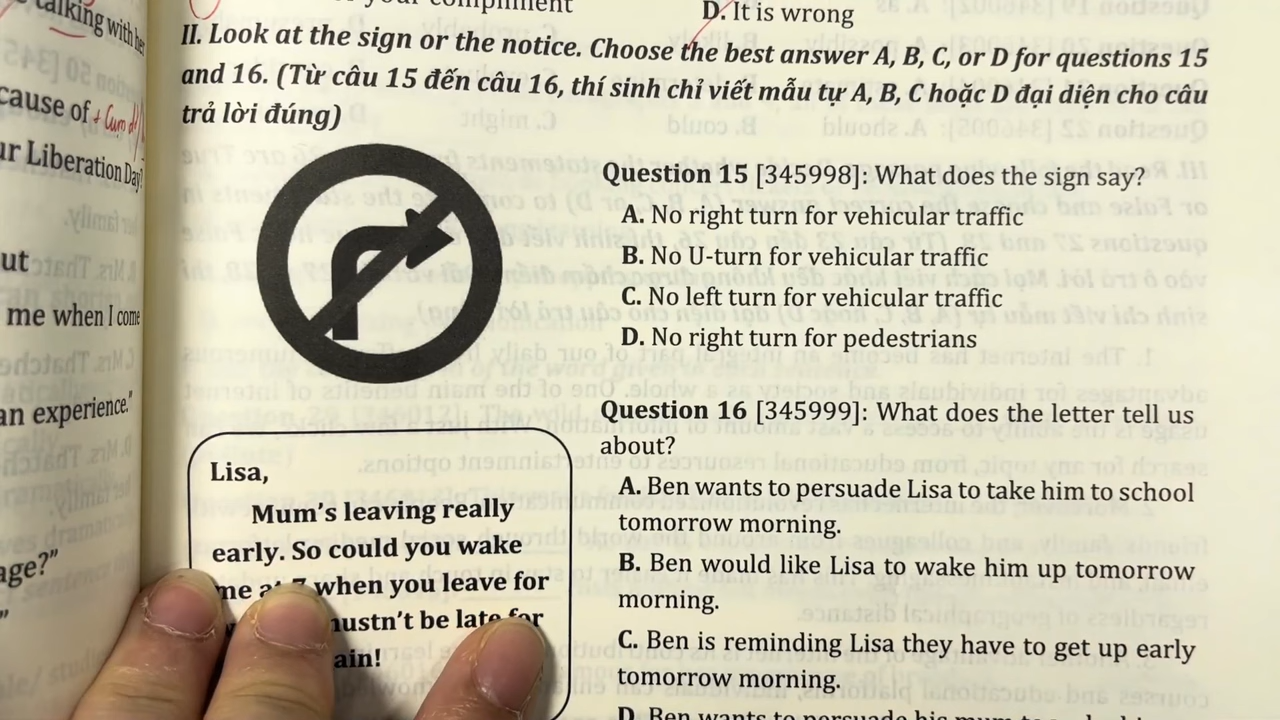 talking with her
your compliment
D. It is wrong
II. Look at the sign or the notice. Choose the best answer A, B, C, or D for questions 15
and 16. (Từ câu 15 đến câu 16, thí sinh chỉ viết mẫu tự A, B, C hoặc D đại diện cho câu
trả lời đúng)
cause of
ur Liberation Day?
me when I come
an experience."
age?"
Question 15 [345998]: What does the sign say?
A. No right turn for vehicular traffic
B. No U-turn for vehicular traffic
C. No left turn for vehicular traffic
D. No right turn for pedestrians
Question 16 [345999]: What does the letter tell us
about?
A. Ben wants to persuade Lisa to take him to school
tomorrow morning.
B. Ben would like Lisa to wake him up tomorrow
morning.
C. Ben is reminding Lisa they have to get up early
tomorrow morning.
D. Ben wants to persuade his mum to
Lisa,
Mum's leaving really
early. So could you wake
me at 7 when you leave for
mustn't be late for
ain!